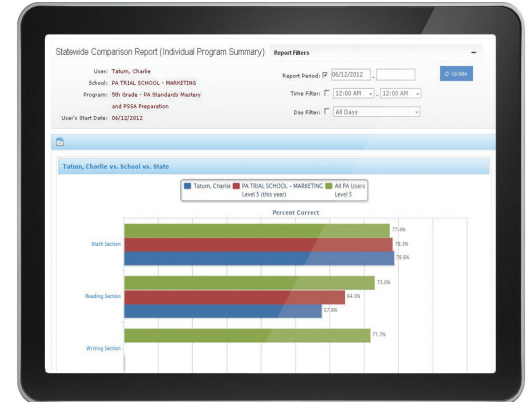 Statewide Comparison Report (Individual Program Summary) Report Filters –
User: Tatum, Charlie
School: PA TRIAL SCHOOL - MARKETING
Program: 5th Grade - PA Standards Mastery
and PSSA Preparation
User's Start Date: 06/12/2012
Report Period: 06/12/2012 - Update
Time Filter: 12:00 AM - 12:00 AM
Day Filter: All Days
Tatum, Charlie vs. School vs. State
Tatum, Charlie PA TRIAL SCHOOL - MARKETING All PA Users
Level 5 (this year) Level 5
Percent Correct
77.4%
Math Section 78.3%
78.6%
73.0%
Reading Section 64.3%
57.6%
71.7%
Writing Section